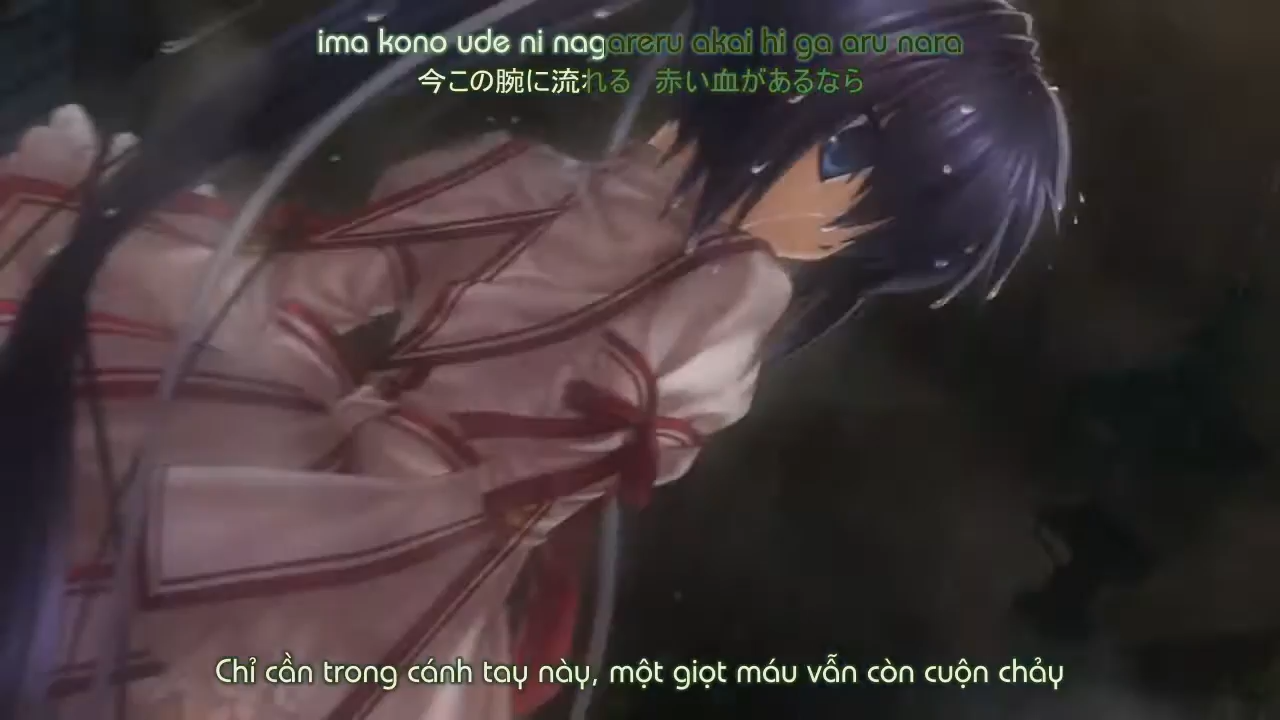 ima kono ude ni nagareru akai hi ga aru nara
今この腕に流れる　赤い血があるなら
Chỉ cần trong cánh tay này, một giọt máu vẫn còn cuộn chảy